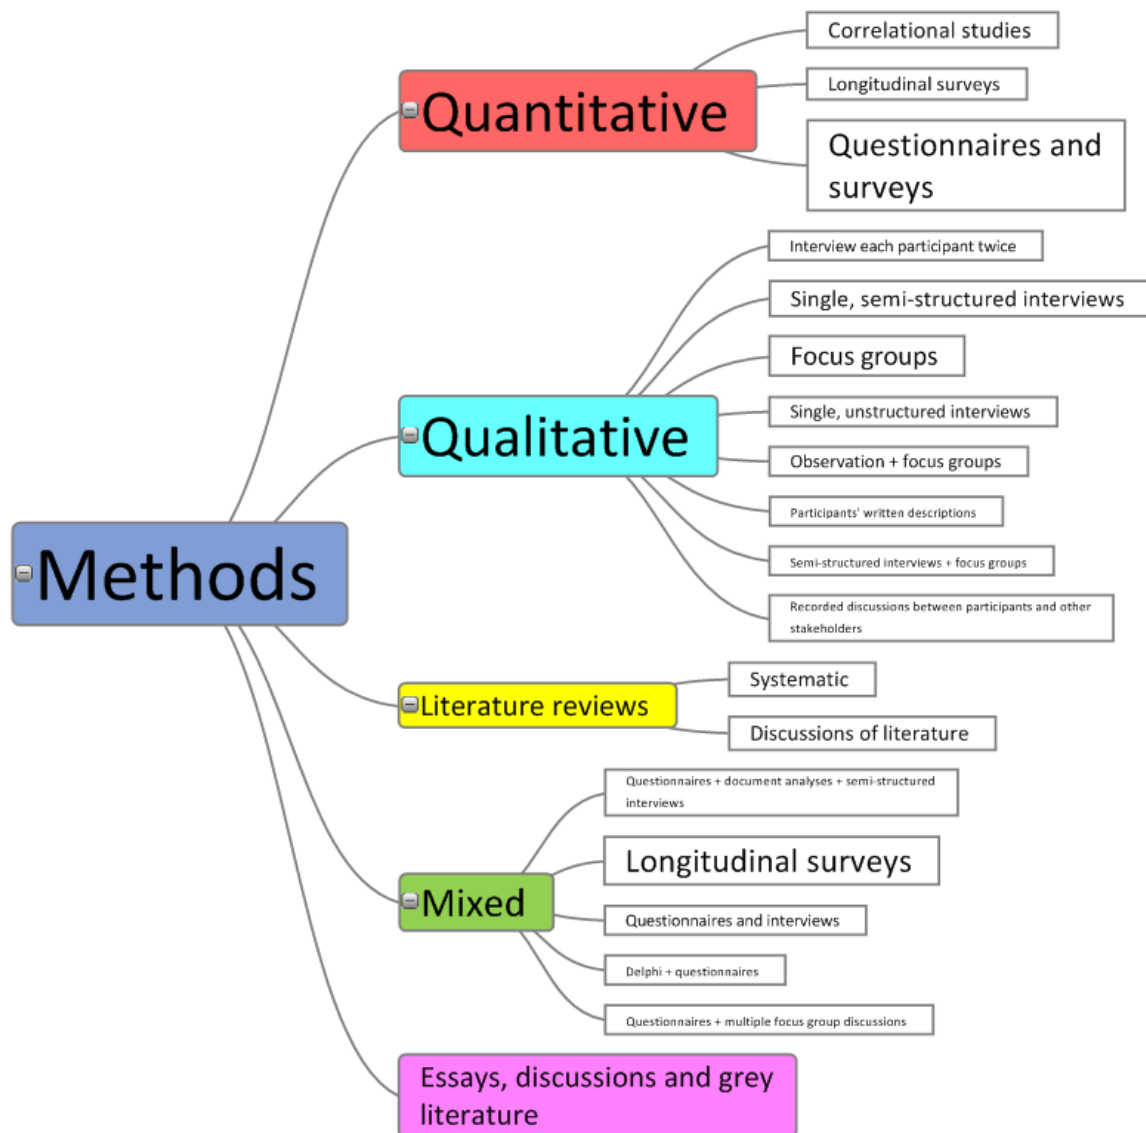 Methods
Quantitative
Correlational studies
Longitudinal surveys
Questionnaires and
surveys
Qualitative
Interview each participant twice
Single, semi-structured interviews
Focus groups
Single, unstructured interviews
Observation + focus groups
Participants' written descriptions
Semi-structured interviews + focus groups
Recorded discussions between participants and other
stakeholders
Literature reviews
Systematic
Discussions of literature
Mixed
Questionnaires + document analyses + semi-structured
interviews
Longitudinal surveys
Questionnaires and interviews
Delphi + questionnaires
Questionnaires + multiple focus group discussions
Essays, discussions and grey
literature